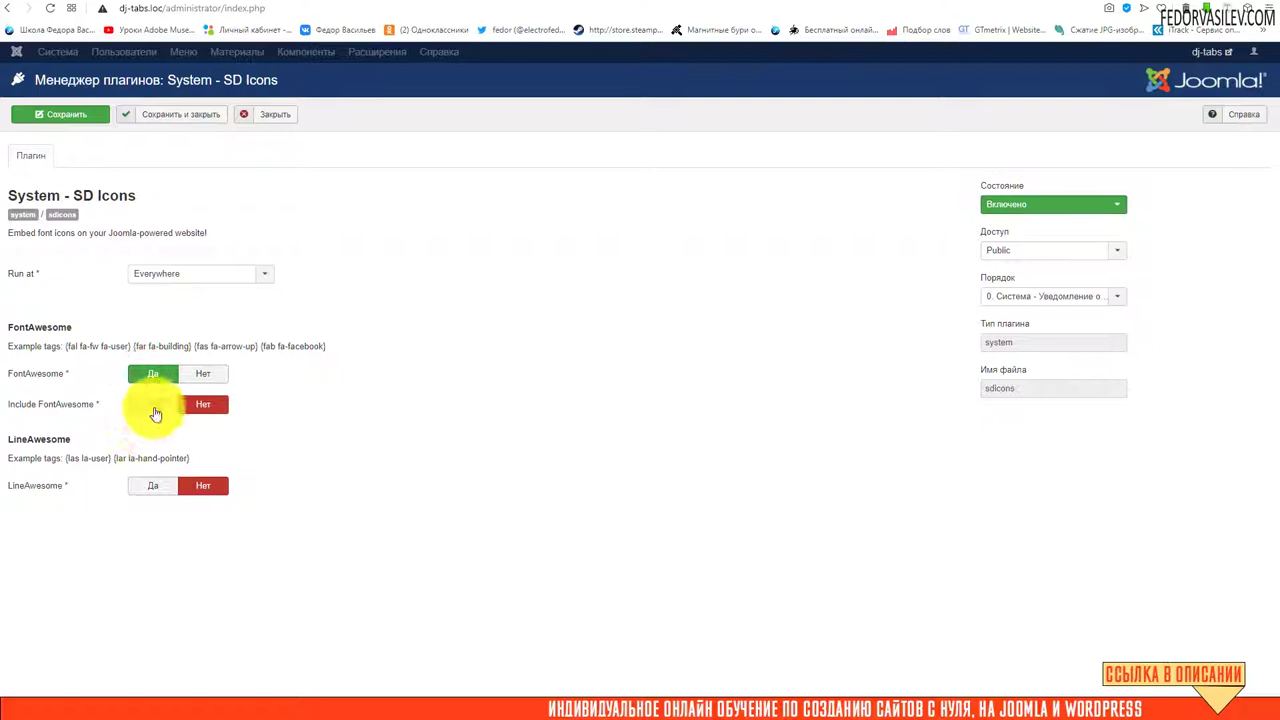 dj-tabs.loc/administrator/index.php
FEDORVASILEV.COM
Школа Федора Вас...
Уроки Adobe Muse...
Личный кабинет -...
Федор Васильев
(2) Одноклассники
fedor (@electrofed...
http://store.steamp...
Магнитные бури о...
Бесплатный онлай...
Подбор слов
GTmetrix | Website...
Сжатие JPG-изобр...
iTrack - Сервис оп...
Система Пользователи Меню Материалы Компоненты Расширения Справка dj-tabs
Менеджер плагинов: System - SD Icons
Joomla!
Сохранить Сохранить и закрыть Закрыть Справка
Плагин
System - SD Icons
system / sdicons
Embed font icons on your Joomla-powered website!
Run at * Everywhere
FontAwesome
Example tags: {fal fa-fw fa-user} {far fa-building} {fas fa-arrow-up} {fab fa-facebook}
FontAwesome * Да Нет
Include FontAwesome * Нет
LineAwesome
Example tags: {las la-user} {lar la-hand-pointer}
LineAwesome * Да Нет
Состояние
Включено
Доступ
Public
Порядок
0. Система - Уведомление о...
Тип плагина
system
Имя файла
sdicons
ССЫЛКА В ОПИСАНИИ
ИНДИВИДУАЛЬНОЕ ОНЛАЙН ОБУЧЕНИЕ ПО СОЗДАНИЮ САЙТОВ С НУЛЯ, НА JOOMLA И WORDPRESS